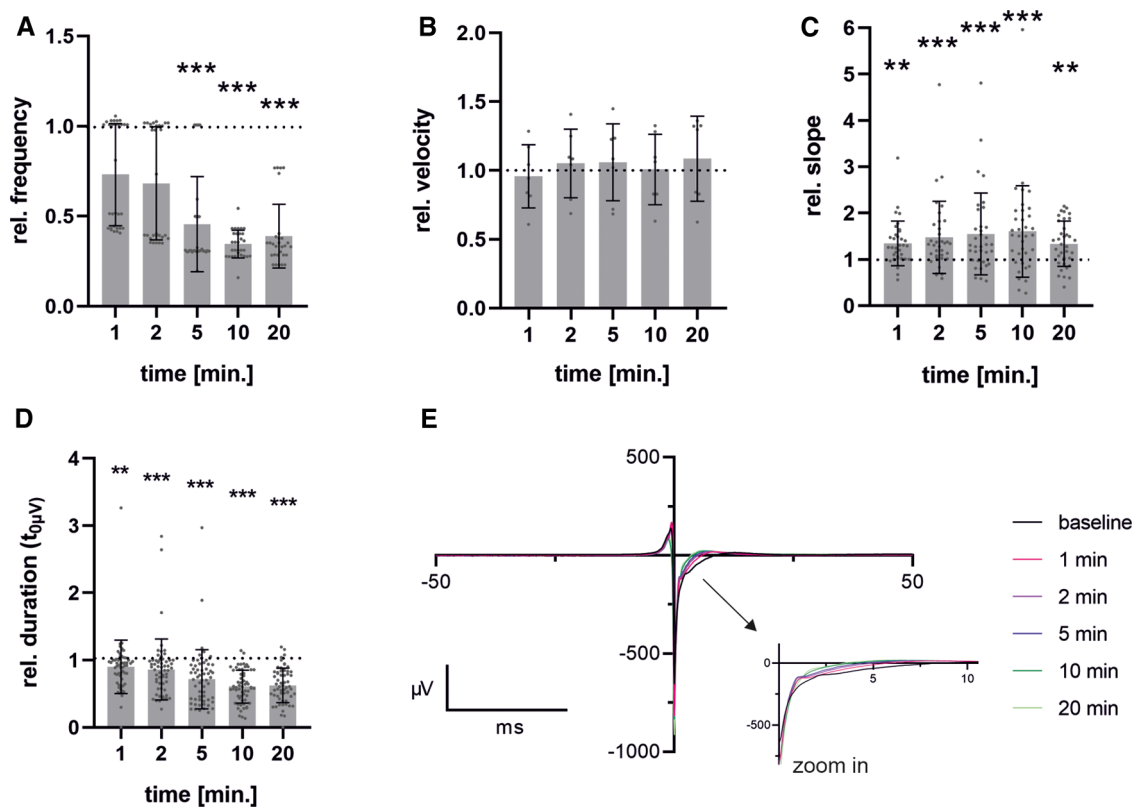 A
rel. frequency
1.5
1.0
0.5
0.0
***
***
***
1 2 5 10 20
time [min.]
B
rel. velocity
2.0
1.5
1.0
0.5
0.0
1 2 5 10 20
time [min.]
C
rel. slope
6
5
4
3
2
1
0
**
***
***
***
**
1 2 5 10 20
time [min.]
D
rel. duration (t0µV)
4
3
2
1
0
**
***
***
***
***
1 2 5 10 20
time [min.]
E
500
-50
50
-500
-1000
µV
ms
0
5 10
-500
zoom in
baseline
1 min
2 min
5 min
10 min
20 min